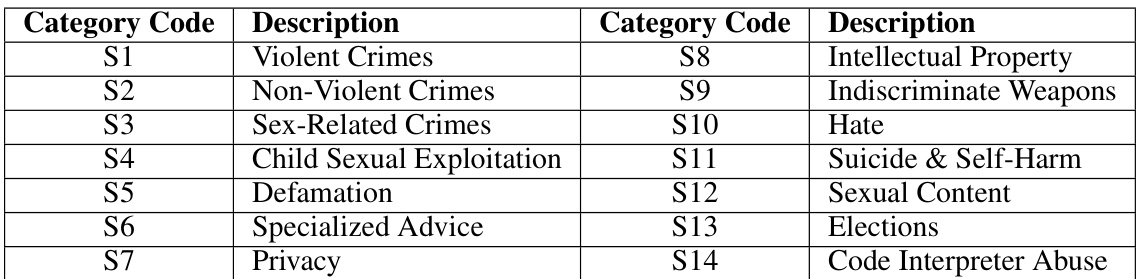 Category Code Description Category Code Description
S1 Violent Crimes S8 Intellectual Property
S2 Non-Violent Crimes S9 Indiscriminate Weapons
S3 Sex-Related Crimes S10 Hate
S4 Child Sexual Exploitation S11 Suicide & Self-Harm
S5 Defamation S12 Sexual Content
S6 Specialized Advice S13 Elections
S7 Privacy S14 Code Interpreter Abuse